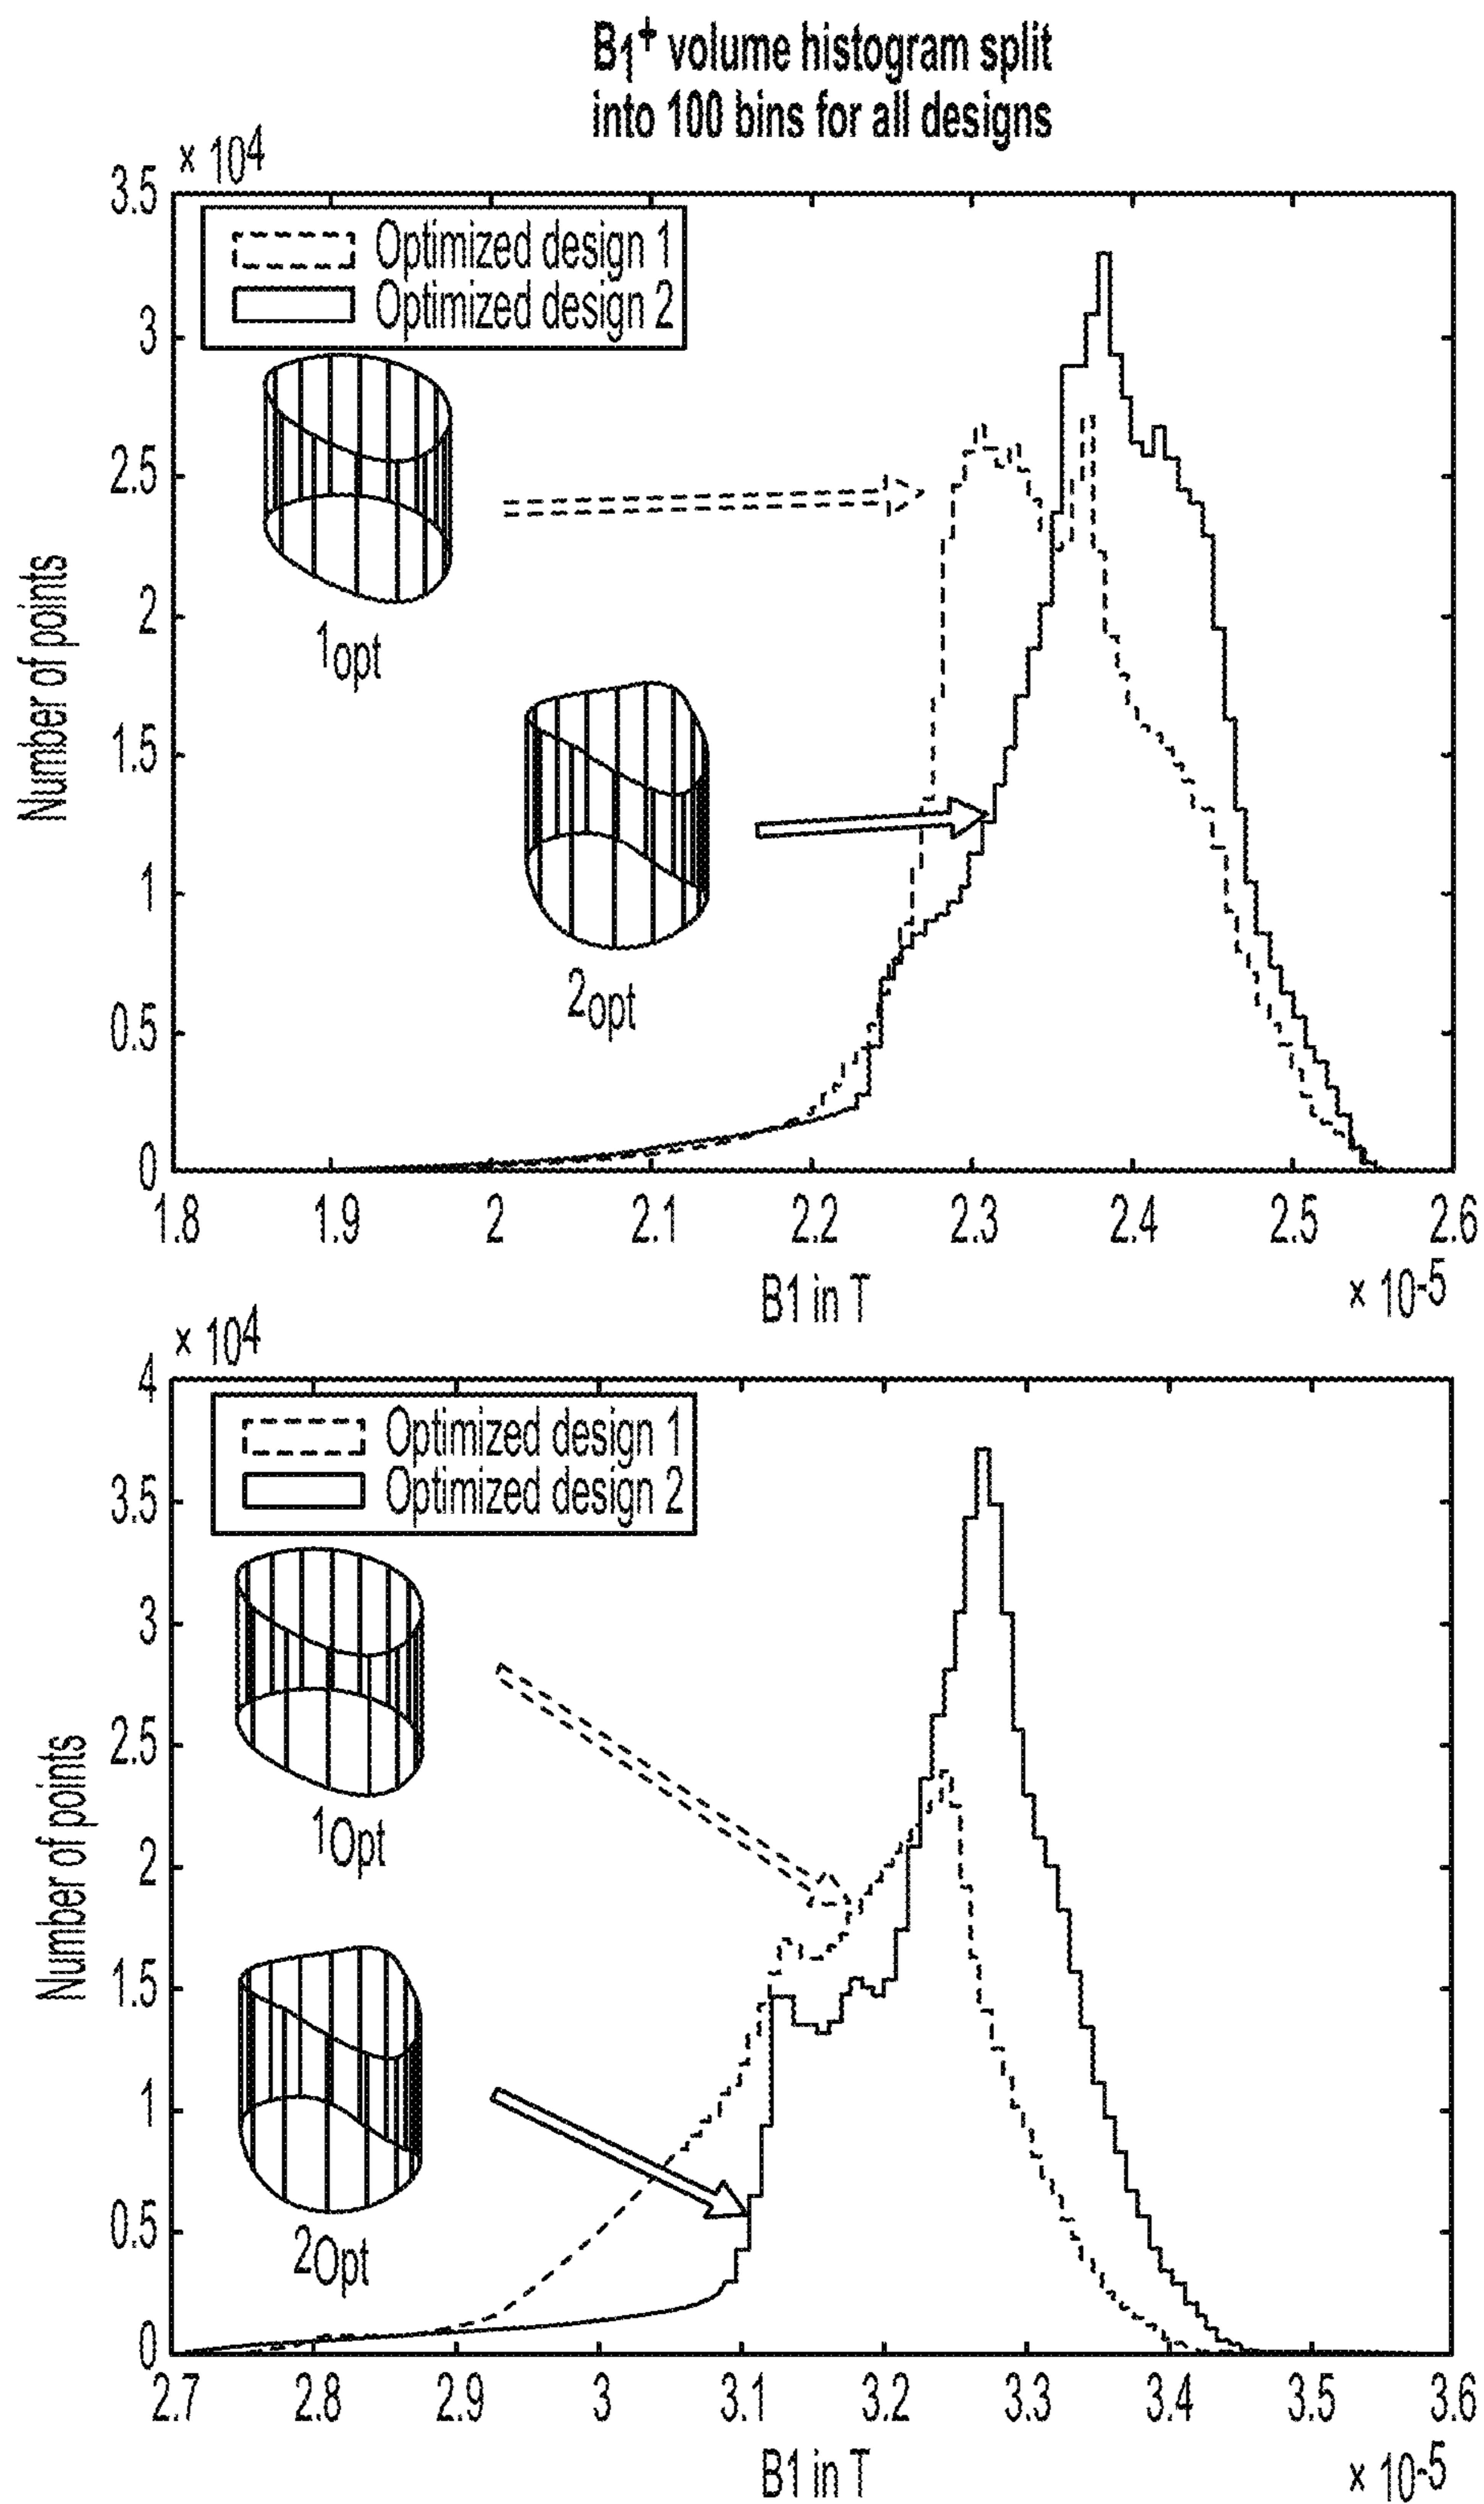 B1+ volume histogram split
into 100 bins for all designs
× 10^4
3.5
3
2.5
2
1.5
1
0.5
0
Number of points
Optimized design 1
Optimized design 2
1opt
2opt
1.8 1.9 2 2.1 2.2 2.3 2.4 2.5 2.6
B1 in T
× 10^-5
× 10^4
4
3.5
3
2.5
2
1.5
1
0.5
0
Number of points
Optimized design 1
Optimized design 2
1Opt
2Opt
2.7 2.8 2.9 3 3.1 3.2 3.3 3.4 3.5 3.6
B1 in T
× 10^-5